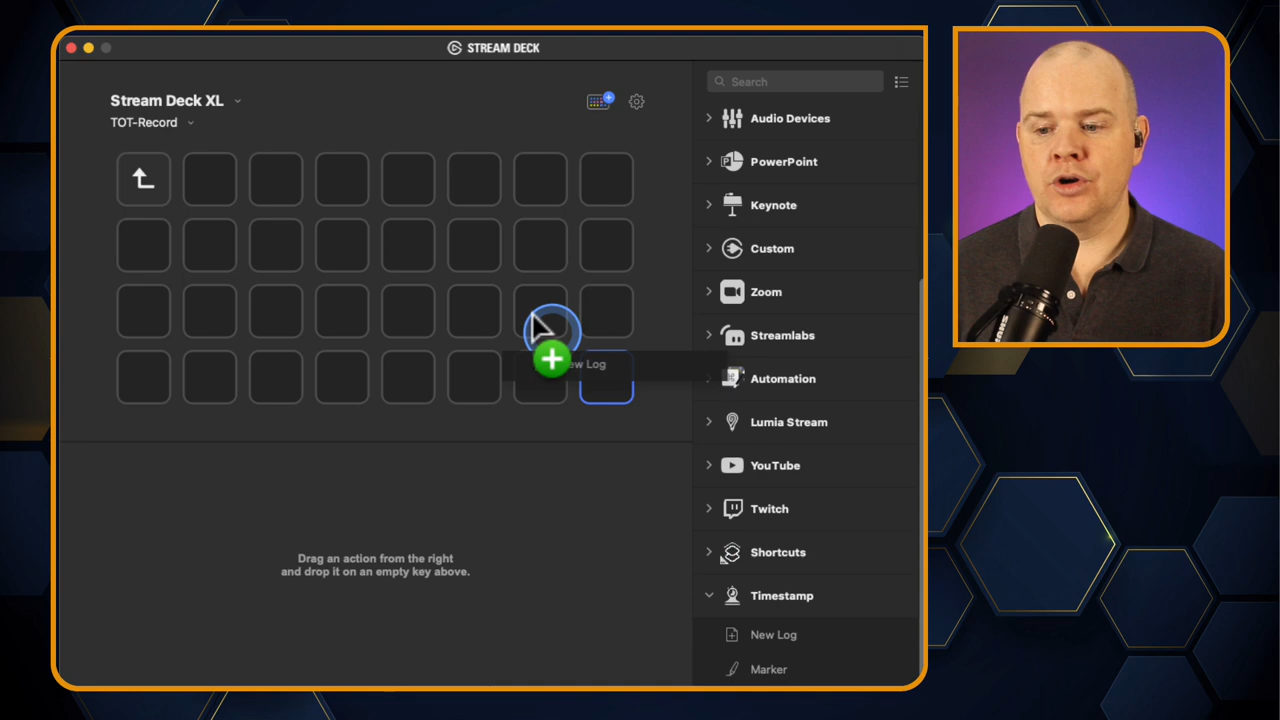 STREAM DECK
Stream Deck XL
TOT-Record
Search
Audio Devices
PowerPoint
Keynote
Custom
Zoom
Streamlabs
Automation
Lumia Stream
YouTube
Twitch
Shortcuts
Timestamp
New Log
Marker
Log
Drag an action from the right
and drop it on an empty key above.